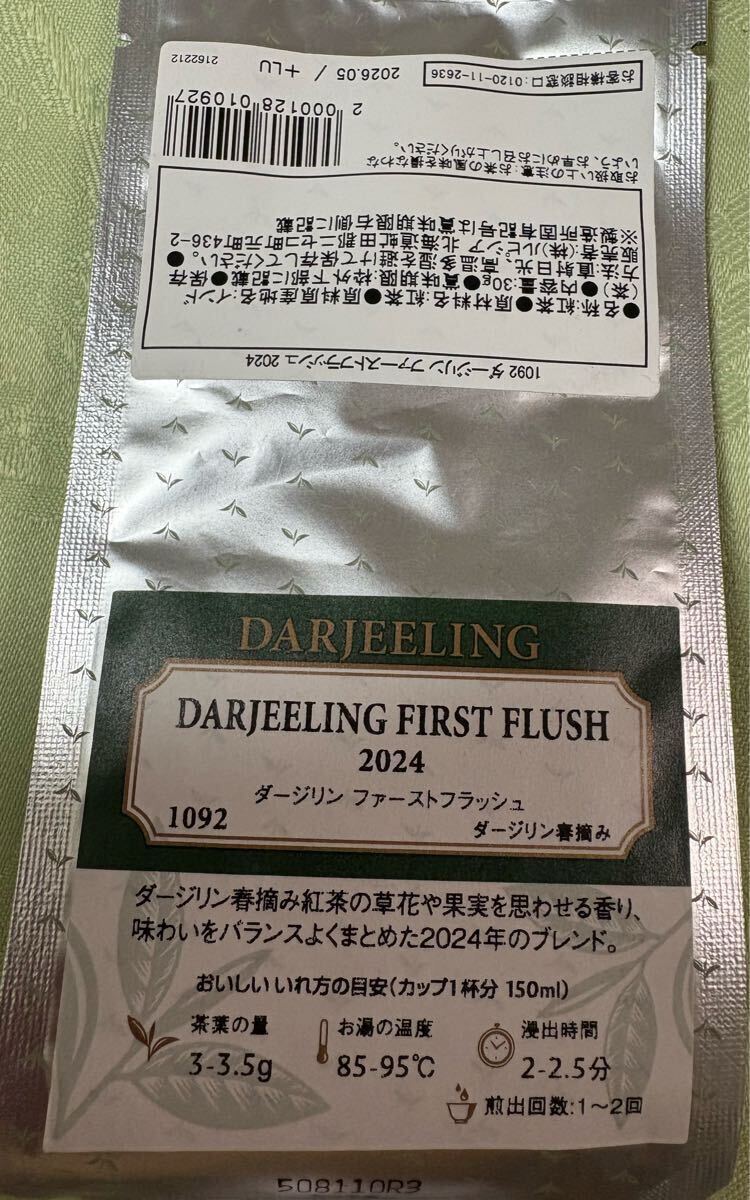 DARJEELING
DARJEELING FIRST FLUSH
2024
ダージリン ファーストフラッシュ
1092
ダージリン春摘み
ダージリン春摘み紅茶の草花や果実を思わせる香り、
味わいをバランスよくまとめた2024年のブレンド。
おいしいいれ方の目安(カップ1杯分 150ml)
茶葉の量
3-3.5g
お湯の温度
85-95℃
浸出時間
2-2.5分
煎出回数:1〜2回
508110R3
1092 ダージリン ファーストフラッシュ 2024
●名称:紅茶●原材料名:紅茶●原料原産地名:インド
(茶)●内容量:30g●賞味期限:枠外下部に記載●保存
方法:直射日光、高温多湿を避けて保存してください。●
販売者:(株)ルピシア 北海道虻田郡ニセコ町元町436-2
※製造所固有記号は賞味期限右側に記載
お取扱い上の注意:お茶の風味を損なわな
いよう、お早めにお召し上がりください。
2 000128 010927
お客様相談窓口:0120-11-2636
2026.05 / +LU
2162212